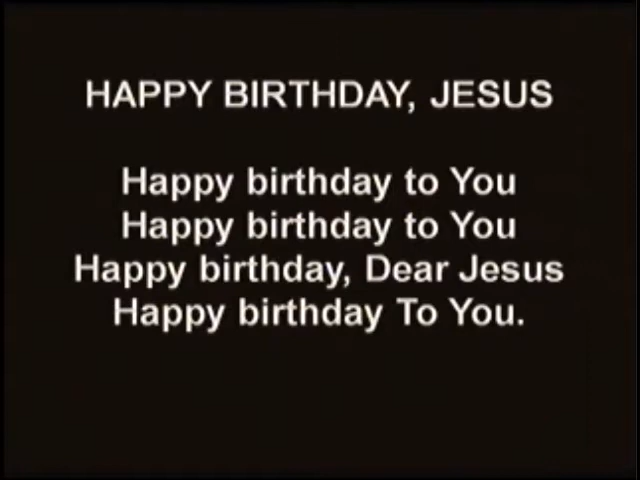 HAPPY BIRTHDAY, JESUS
Happy birthday to You
Happy birthday to You
Happy birthday, Dear Jesus
Happy birthday To You.